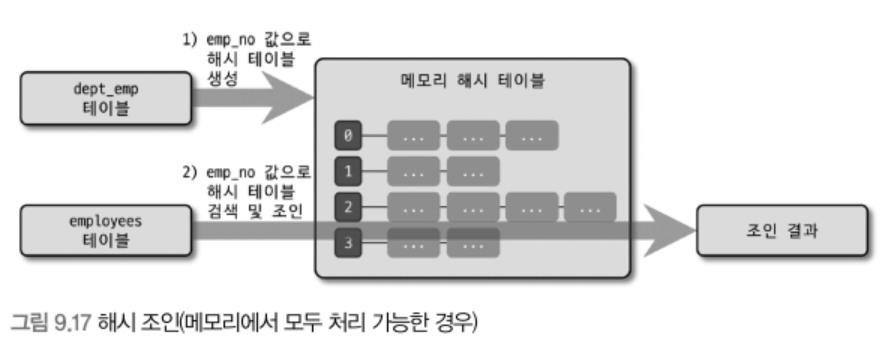 1) emp_no 값으로
해시 테이블
생성
dept_emp
테이블
메모리 해시 테이블
0 ... ... ...
1 ... ...
2) emp_no 값으로
해시 테이블
검색 및 조인
2 ... ... ... ...
employees
테이블
3 ... ...
조인 결과
그림 9.17 해시 조인(메모리에서 모두 처리 가능한 경우)